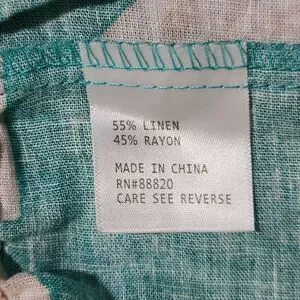 55% LINEN
45% RAYON
MADE IN CHINA
RN#88820
CARE SEE REVERSE